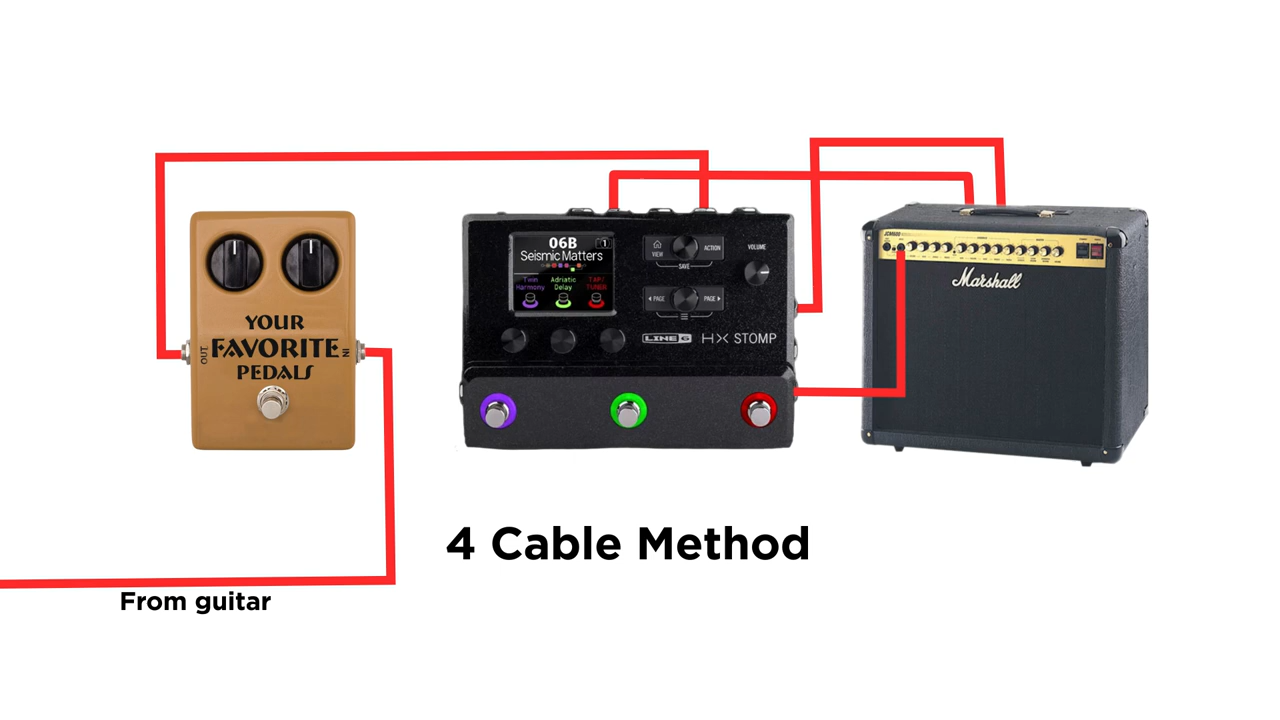 06B
1
Seismic Matters
Twin
Harmony
Adriatic
Delay
TAP/
TUNER
VIEW
ACTION
SAVE
VOLUME
PAGE
PAGE
LINE 6
HX STOMP
YOUR
FAVORITE
PEDALS
OUT
IN
Marshall
4 Cable Method
From guitar